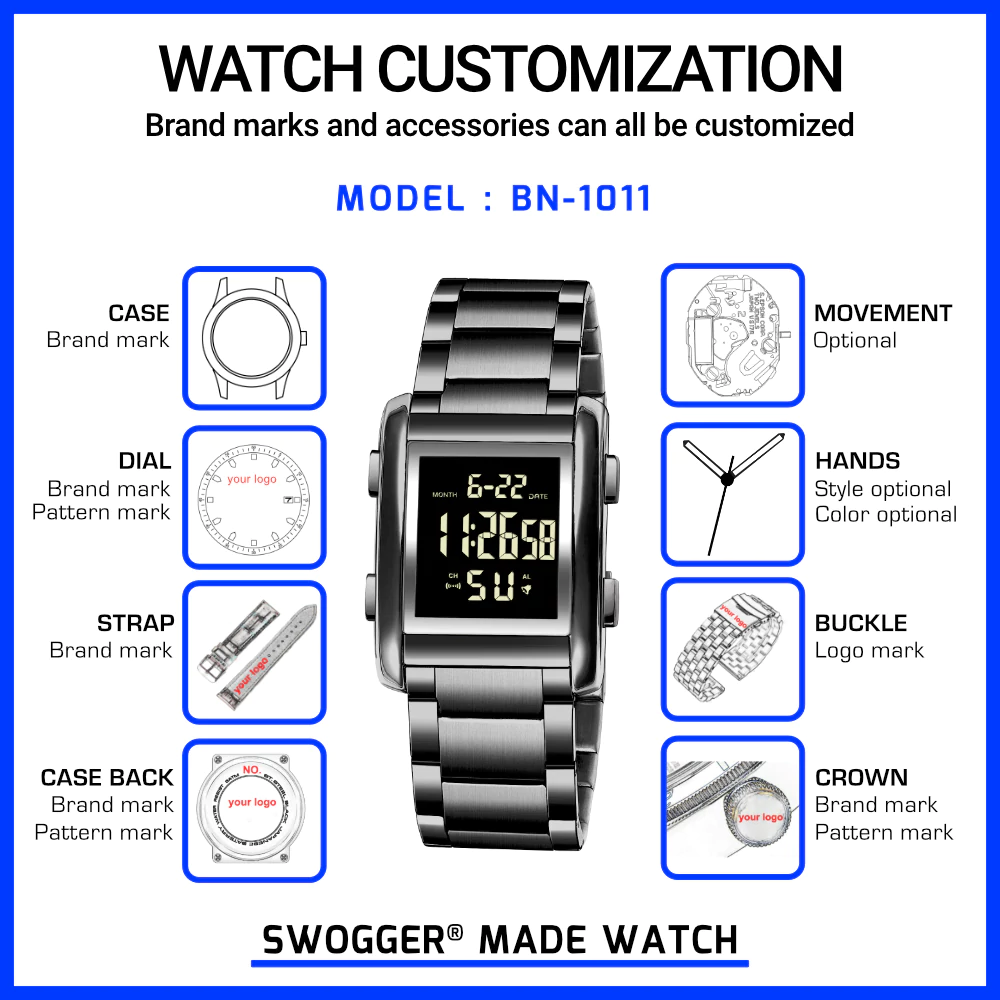 WATCH CUSTOMIZATION
Brand marks and accessories can all be customized
MODEL : BN-1011
CASE
Brand mark
DIAL
Brand mark
Pattern mark
your logo
7
STRAP
Brand mark
your logo
CASE BACK
Brand mark
Pattern mark
NO.
your logo
MONTH 6-22 DATE
11:26 58
CH SU AL
MOVEMENT
Optional
HANDS
Style optional
Color optional
BUCKLE
Logo mark
your logo
CROWN
Brand mark
Pattern mark
your logo
SWOGGER® MADE WATCH